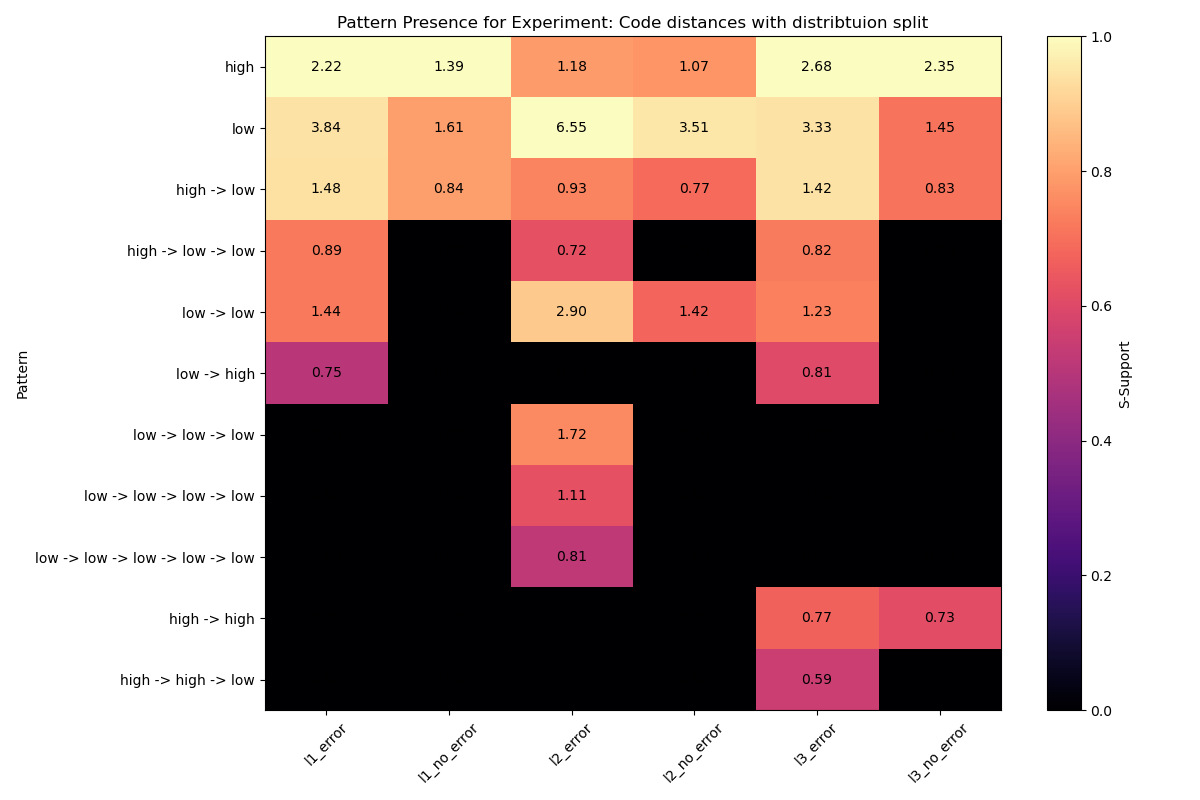 Pattern Presence for Experiment: Code distances with distribtuion split
high 2.22 1.39 1.18 1.07 2.68 2.35
low 3.84 1.61 6.55 3.51 3.33 1.45
high -> low 1.48 0.84 0.93 0.77 1.42 0.83
high -> low -> low 0.89 0.72 0.82
low -> low 1.44 2.90 1.42 1.23
low -> high 0.75 0.81
low -> low -> low 1.72
low -> low -> low -> low 1.11
low -> low -> low -> low -> low 0.81
high -> high 0.77 0.73
high -> high -> low 0.59
Pattern
l1_error l1_no_error l2_error l2_no_error l3_error l3_no_error
1.0
0.8
0.6
0.4
0.2
0.0
S-Support